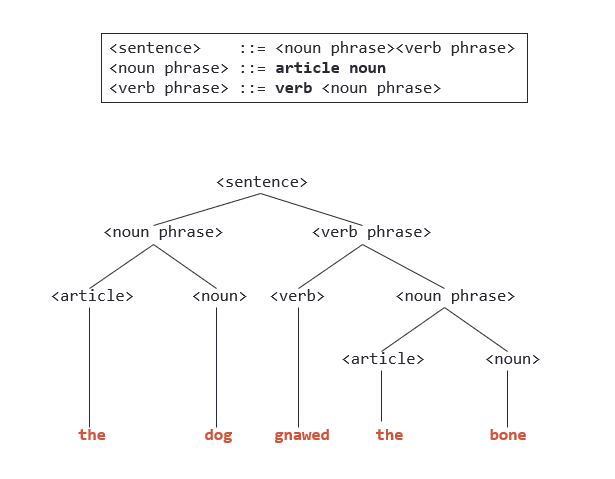 <sentence>    ::= <noun phrase><verb phrase>
<noun phrase> ::= article noun
<verb phrase> ::= verb <noun phrase>
<sentence>
<noun phrase> <verb phrase>
<article> <noun> <verb> <noun phrase>
<article> <noun>
the dog gnawed the bone